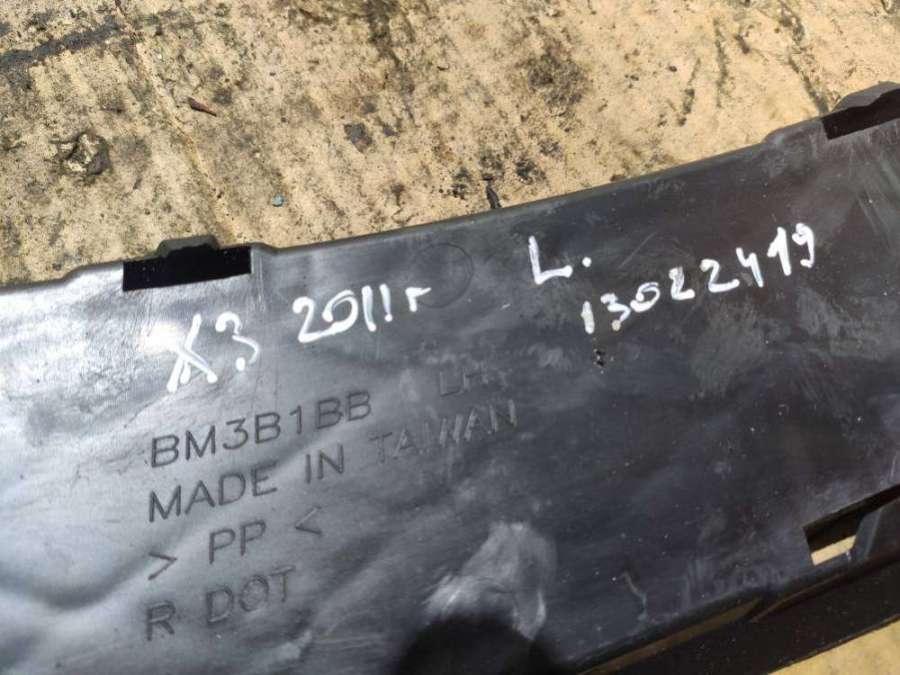 X3 2011г L. 13022419
BM3B1BB LH
MADE IN TAIWAN
> PP <
R DOT